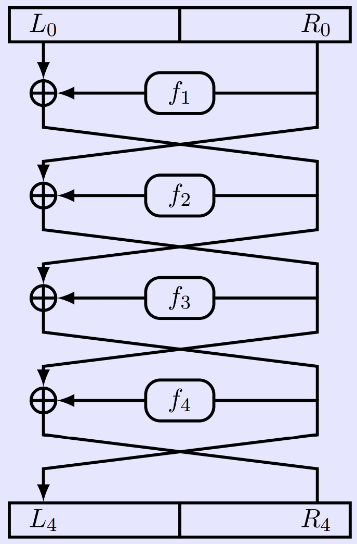 L₀ R₀
f₁
f₂
f₃
f₄
L₄ R₄